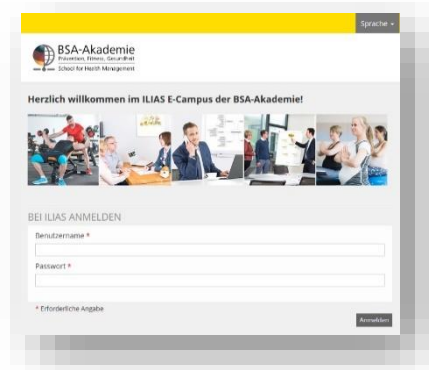 Sprache
BSA-Akademie
Prävention, Fitness, Gesundheit
School for Health Management
Herzlich willkommen im ILIAS E-Campus der BSA-Akademie!
BEI ILIAS ANMELDEN
Benutzername *
Passwort *
* Erforderliche Angabe
Anmelden